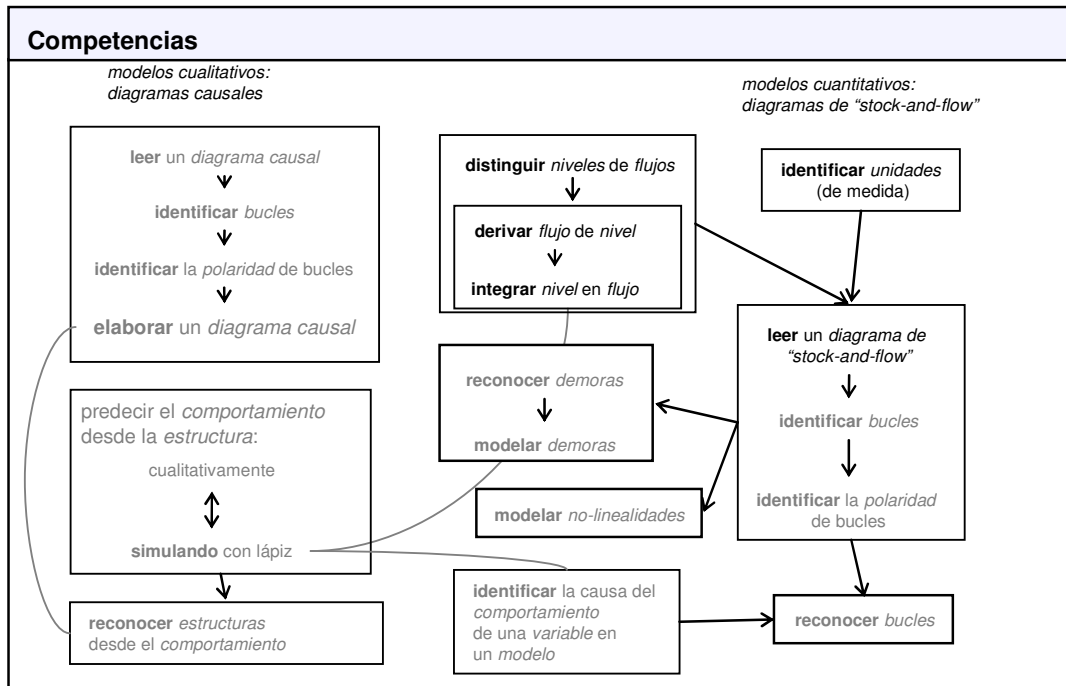 Competencias
modelos cualitativos:
diagramas causales
leer un diagrama causal
identificar bucles
identificar la polaridad de bucles
elaborar un diagrama causal
predecir el comportamiento
desde la estructura:
cualitativamente
simulando con lápiz
reconocer estructuras
desde el comportamiento
distinguir niveles de flujos
derivar flujo de nivel
integrar nivel en flujo
reconocer demoras
modelar demoras
modelar no-linealidades
identificar la causa del
comportamiento
de una variable en
un modelo
modelos cuantitativos:
diagramas de “stock-and-flow”
identificar unidades
(de medida)
leer un diagrama de
“stock-and-flow”
identificar bucles
identificar la polaridad
de bucles
reconocer bucles